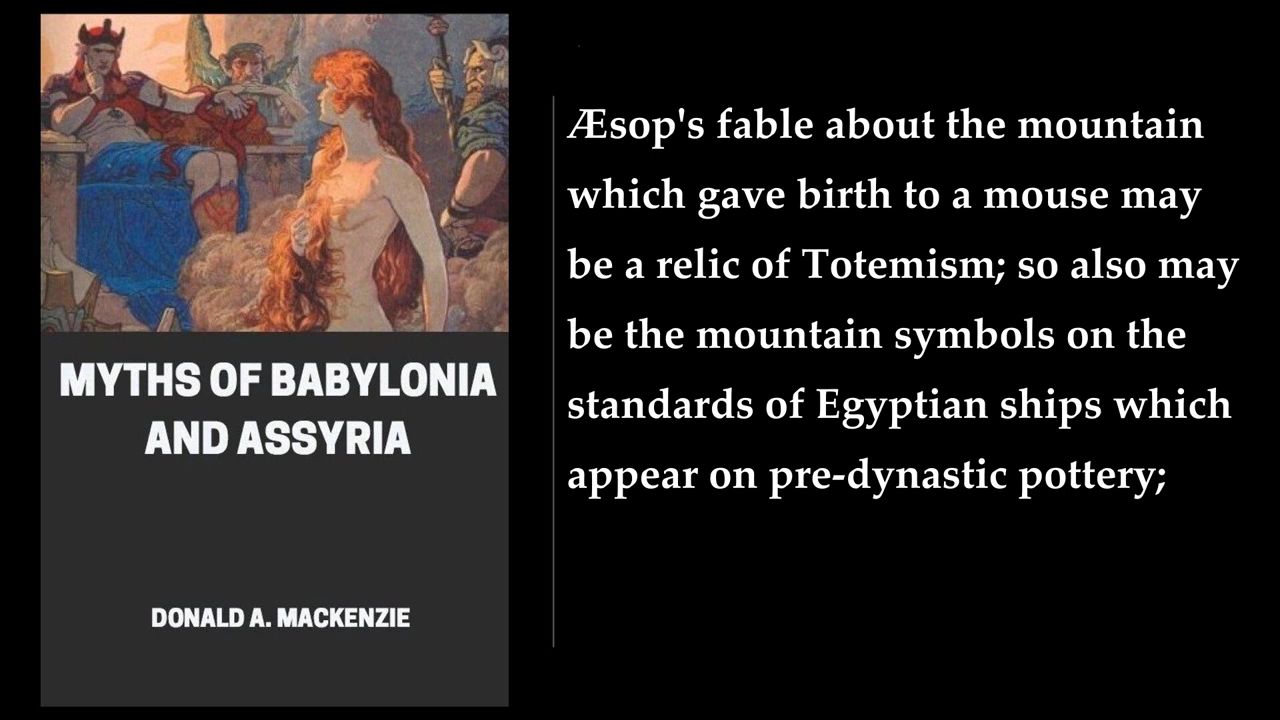 MYTHS OF BABYLONIA
AND ASSYRIA
DONALD A. MACKENZIE
Æsop's fable about the mountain
which gave birth to a mouse may
be a relic of Totemism; so also may
be the mountain symbols on the
standards of Egyptian ships which
appear on pre-dynastic pottery;